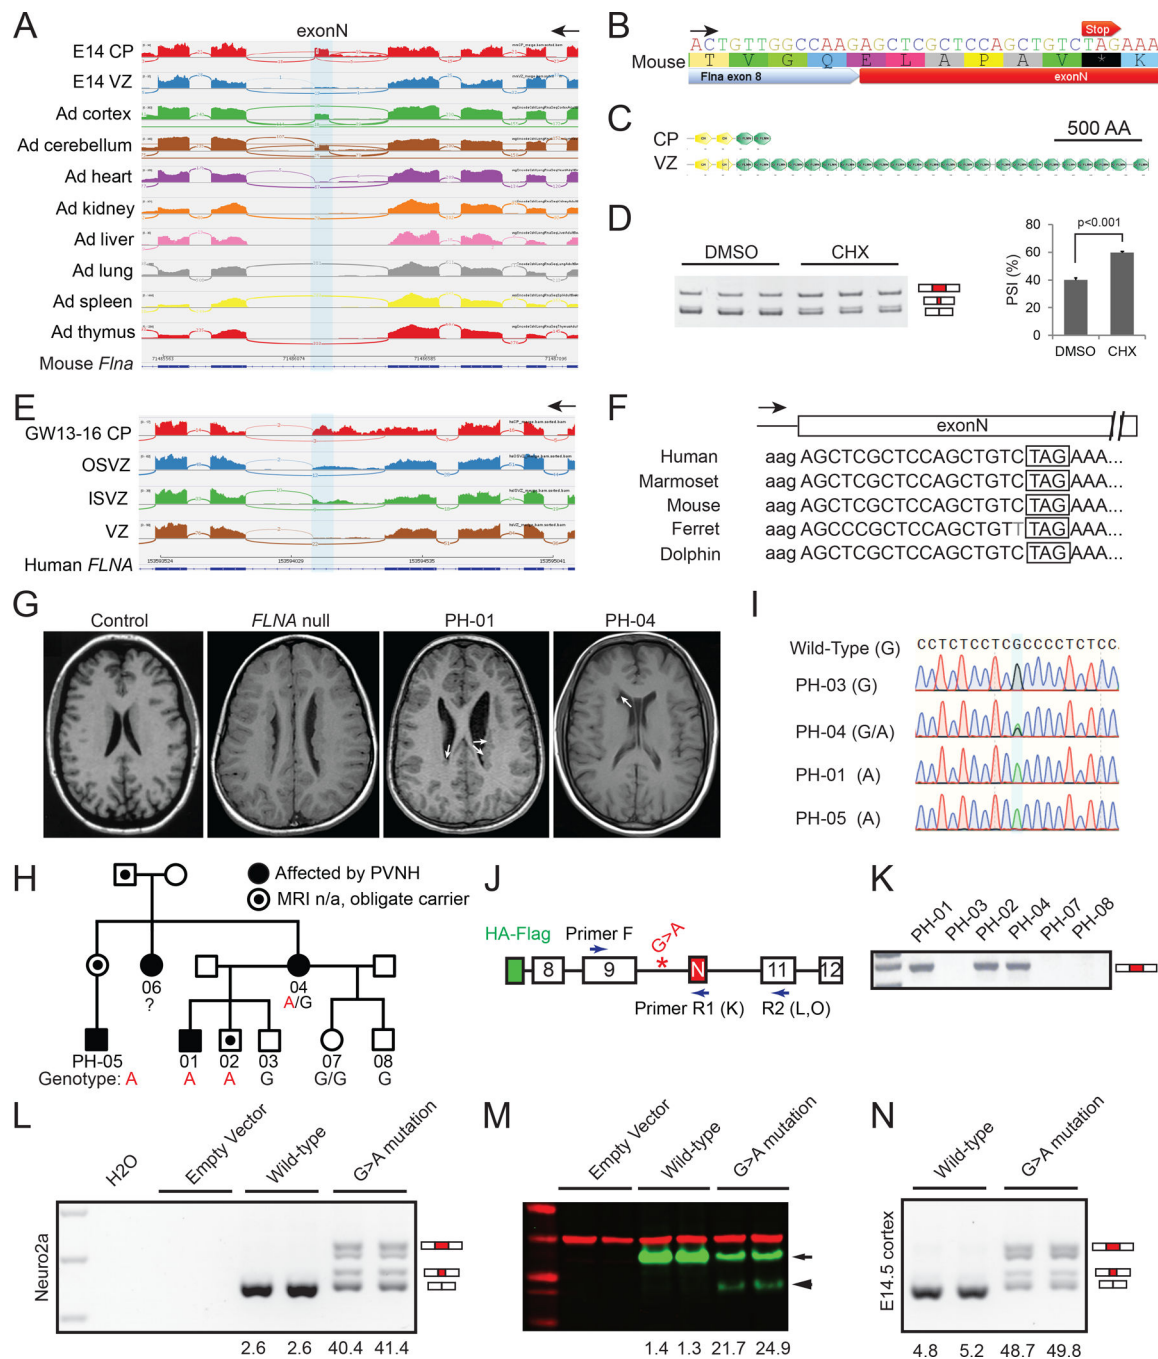 A
exonN
E14 CP
E14 VZ
Ad cortex
Ad cerebellum
Ad heart
Ad kidney
Ad liver
Ad lung
Ad spleen
Ad thymus
Mouse Flna
B
Stop
ACTGTTGGCCAAGAGCTCGCTCCAGCTGTCTAGAAA
Mouse T V G Q E L A P A V * K
Flna exon 8 exonN
C
500 AA
CP
VZ
D
DMSO CHX
p<0.001
PSI (%)
80
60
40
20
0
DMSO CHX
E
GW13-16 CP
OSVZ
ISVZ
VZ
Human FLNA
153593524 153594029 153594535 153595041
F
exonN
Human aag AGCTCGCTCCAGCTGTC TAG AAA...
Marmoset aag AGCTCGCTCCAGCTGTC TAG AAA...
Mouse aag AGCTCGCTCCAGCTGTC TAG AAA...
Ferret aag AGCCCGCTCCAGCTGTT TAG AAA...
Dolphin aag AGCTCGCTCCAGCTGTC TAG AAA...
G
Control FLNA null PH-01 PH-04
H
Affected by PVNH
MRI n/a, obligate carrier
06
?
04
A/G
PH-05 01 02 03 07 08
Genotype: A A A G G/G G
I
Wild-Type (G) CCTCTCCTCGCCCCTCTCC
PH-03 (G)
PH-04 (G/A)
PH-01 (A)
PH-05 (A)
J
HA-Flag Primer F G>A
*
8 9 N 11 12
Primer R1 (K) R2 (L,O)
K
PH-01 PH-03 PH-02 PH-04 PH-07 PH-08
L
H2O Empty Vector Wild-type G>A mutation
Neuro2a
2.6 2.6 40.4 41.4
M
Empty Vector Wild-type G>A mutation
1.4 1.3 21.7 24.9
N
Wild-type G>A mutation
E14.5 cortex
4.8 5.2 48.7 49.8